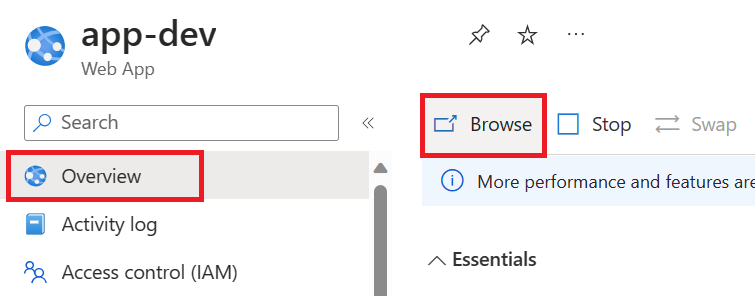 app-dev
Web App
Search
Overview
Activity log
Access control (IAM)
Browse
Stop
Swap
More performance and features are
Essentials